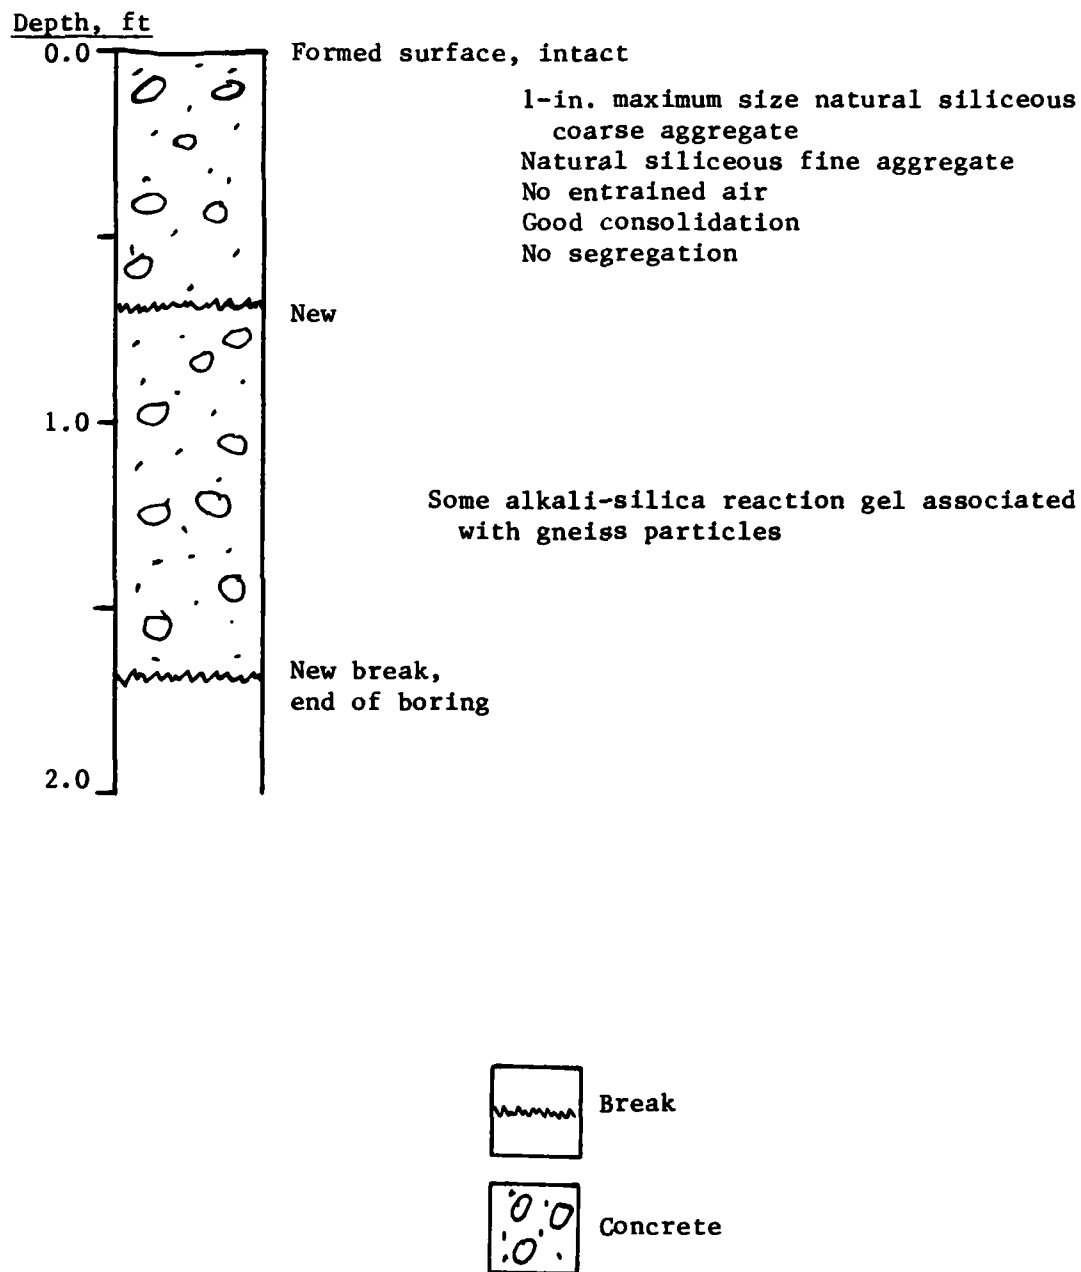 Depth, ft
0.0
Formed surface, intact
1-in. maximum size natural siliceous
coarse aggregate
Natural siliceous fine aggregate
No entrained air
Good consolidation
No segregation
New
1.0
Some alkali-silica reaction gel associated
with gneiss particles
New break,
end of boring
2.0
Break
Concrete